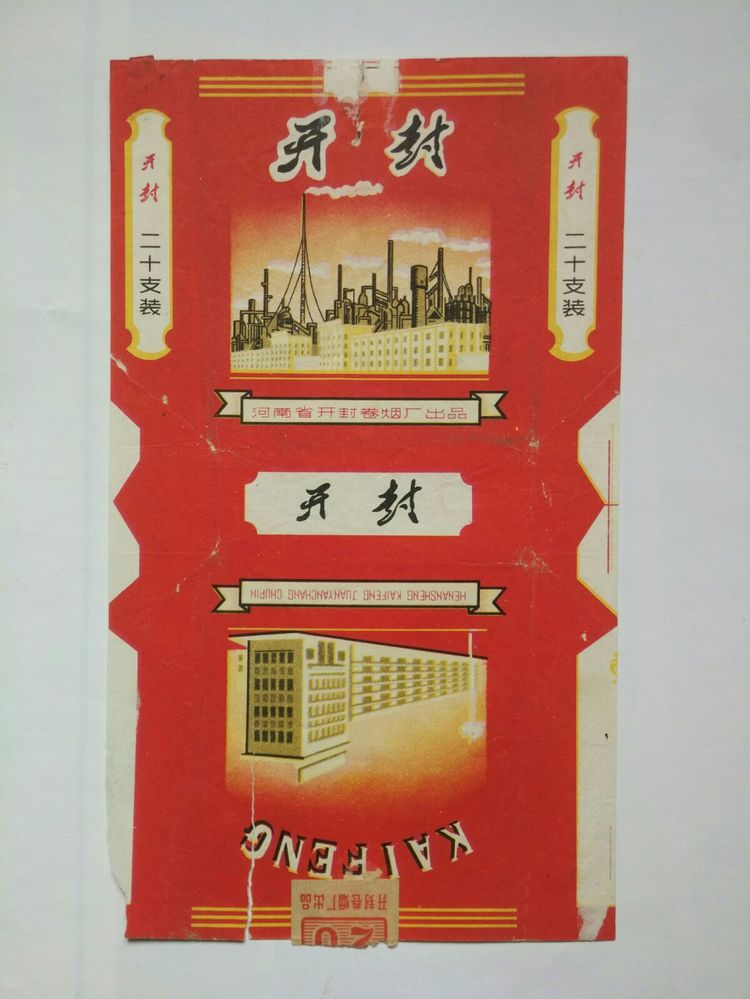 开封
开封
二十支装
开封
二十支装
河南省开封卷烟厂出品
开封
HENANSHENG KAIFENG JUANYANCHANG CHUPIN
KAIFENG
开封卷烟厂出品
20